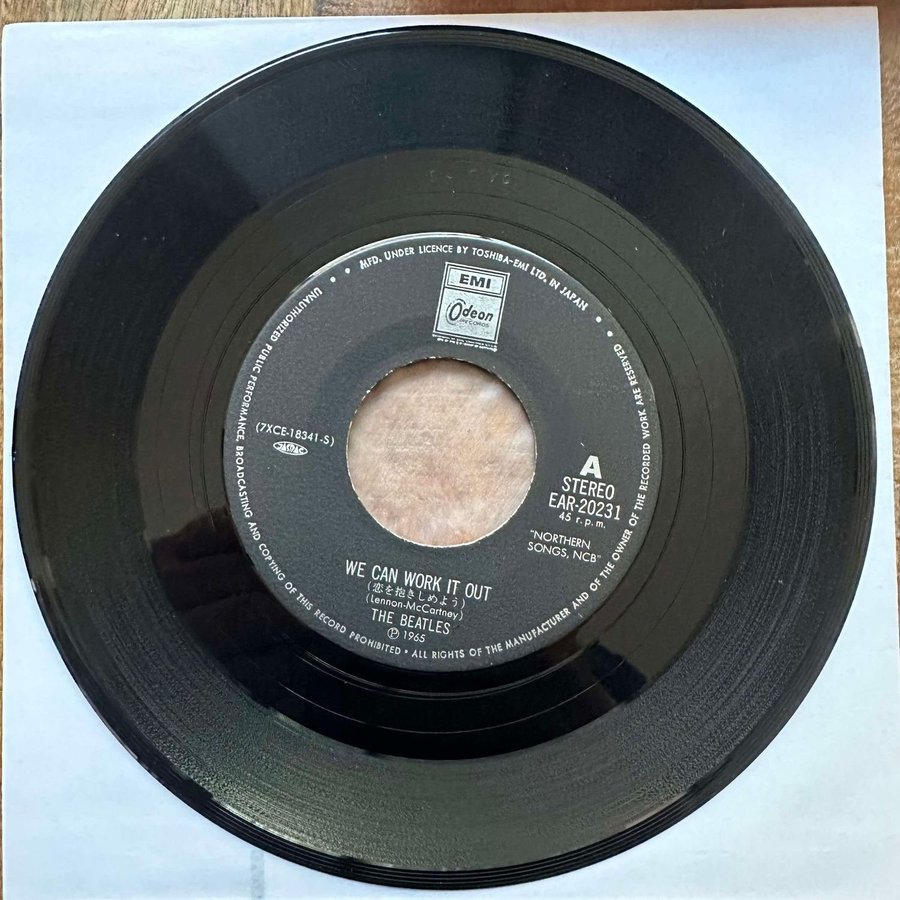 MFD. UNDER LICENCE BY TOSHIBA-EMI LTD. IN JAPAN
EMI
Odeon
RECORDS
(7XCE-18341-S)
JASRAC
A
STEREO
EAR-20231
45 r.p.m.
"NORTHERN
SONGS, NCB"
WE CAN WORK IT OUT
(恋を抱きしめよう)
(Lennon-McCartney)
THE BEATLES
Ⓟ 1965
UNAUTHORIZED PUBLIC PERFORMANCE, BROADCASTING AND COPYING OF THIS RECORD PROHIBITED • ALL RIGHTS OF THE MANUFACTURER AND OF THE OWNER OF THE RECORDED WORK ARE RESERVED